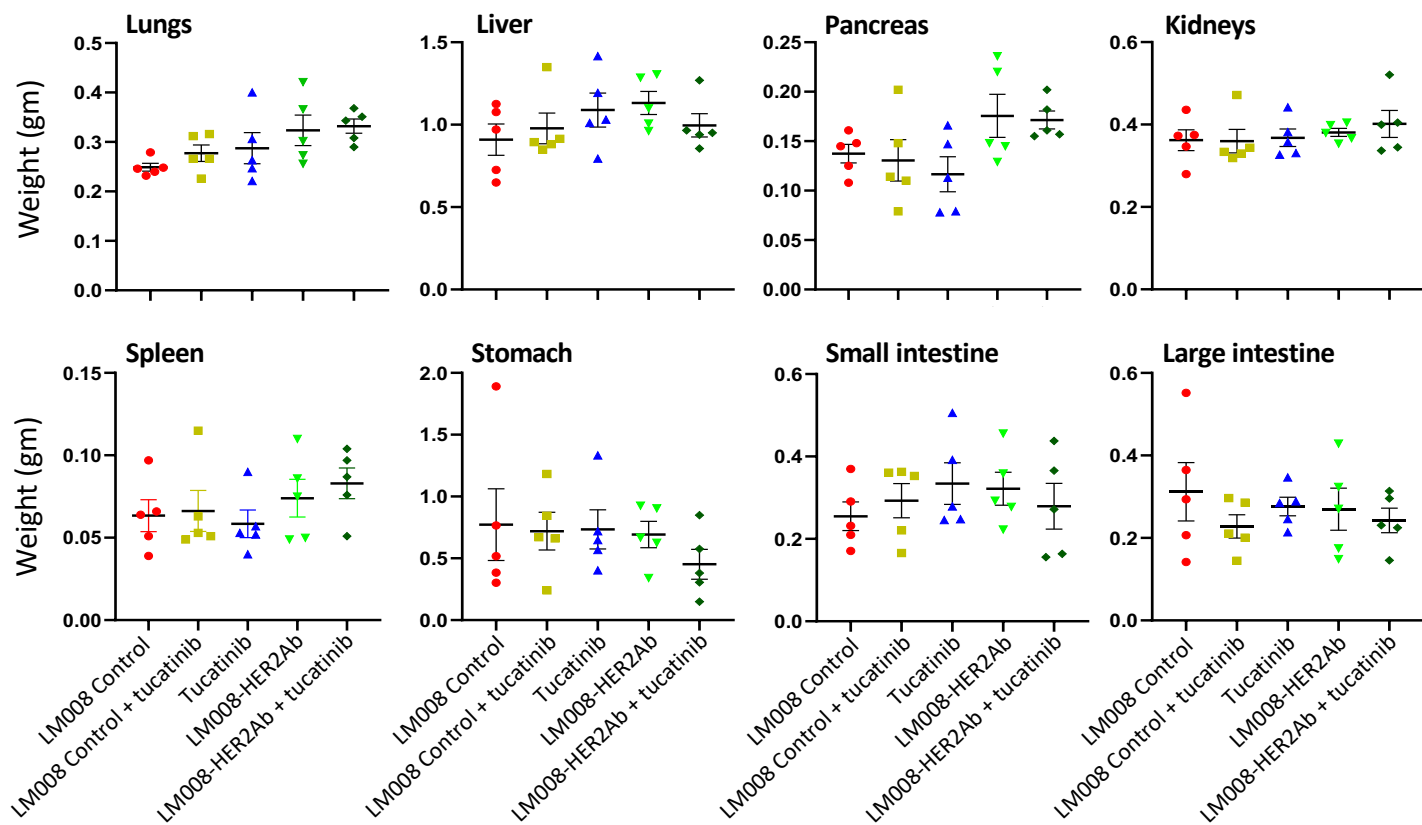 Lungs
Liver
Pancreas
Kidneys
Weight (gm)
0.5
0.4
0.3
0.2
0.1
0.0
1.5
1.0
0.5
0.0
0.25
0.20
0.15
0.10
0.05
0.00
0.6
0.4
0.2
0.0
Spleen
Stomach
Small intestine
Large intestine
Weight (gm)
0.15
0.10
0.05
0.00
2.0
1.5
1.0
0.5
0.0
0.6
0.4
0.2
0.0
0.6
0.4
0.2
0.0
LM008 Control
LM008 Control + tucatinib
Tucatinib
LM008-HER2Ab
LM008-HER2Ab + tucatinib
LM008 Control
LM008 Control + tucatinib
Tucatinib
LM008-HER2Ab
LM008-HER2Ab + tucatinib
LM008 Control
LM008 Control + tucatinib
Tucatinib
LM008-HER2Ab
LM008-HER2Ab + tucatinib
LM008 Control
LM008 Control + tucatinib
Tucatinib
LM008-HER2Ab
LM008-HER2Ab + tucatinib